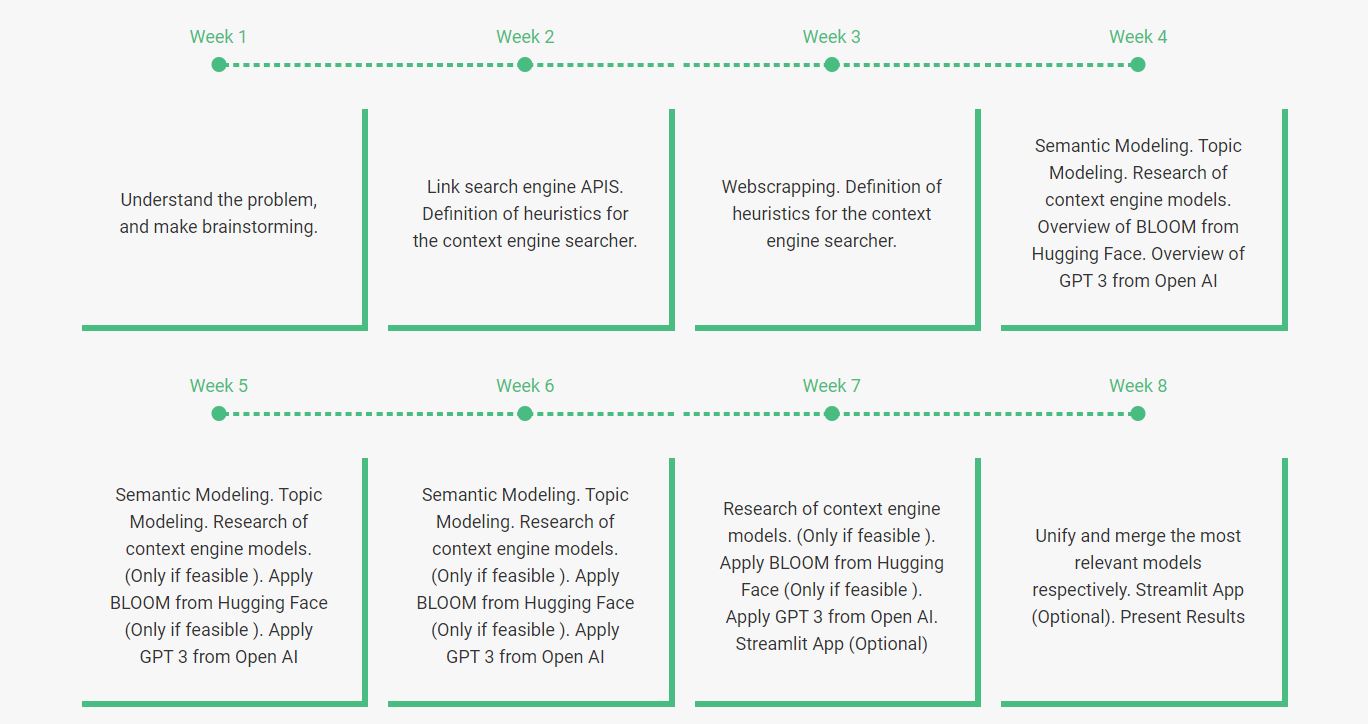 Week 1
Week 2
Week 3
Week 4
Understand the problem,
and make brainstorming.
Link search engine APIS.
Definition of heuristics for
the context engine searcher.
Webscrapping. Definition of
heuristics for the context
engine searcher.
Semantic Modeling. Topic
Modeling. Research of
context engine models.
Overview of BLOOM from
Hugging Face. Overview of
GPT 3 from Open AI
Week 5
Week 6
Week 7
Week 8
Semantic Modeling. Topic
Modeling. Research of
context engine models.
(Only if feasible ). Apply
BLOOM from Hugging Face
(Only if feasible ). Apply
GPT 3 from Open AI
Semantic Modeling. Topic
Modeling. Research of
context engine models.
(Only if feasible ). Apply
BLOOM from Hugging Face
(Only if feasible ). Apply
GPT 3 from Open AI
Research of context engine
models. (Only if feasible ).
Apply BLOOM from Hugging
Face (Only if feasible ).
Apply GPT 3 from Open AI.
Streamlit App (Optional)
Unify and merge the most
relevant models
respectively. Streamlit App
(Optional). Present Results